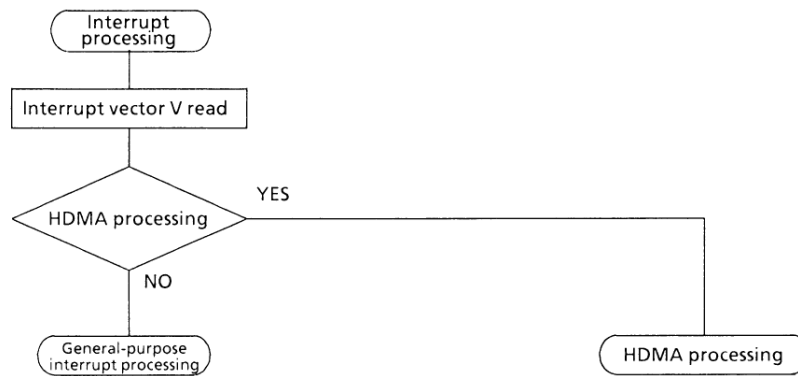 Interrupt
processing
Interrupt vector V read
YES
HDMA processing
NO
General-purpose
interrupt processing
HDMA processing